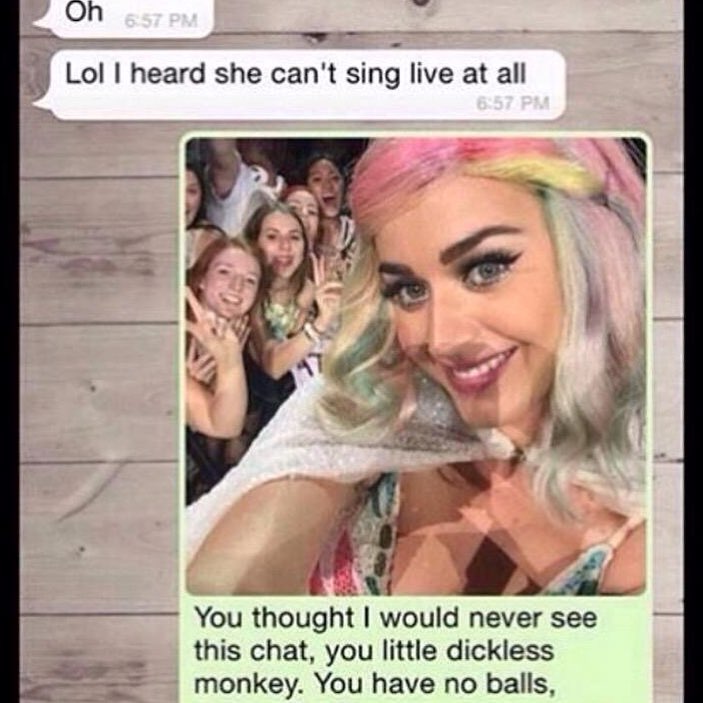 Oh 6:57 PM
Lol I heard she can't sing live at all
6:57 PM
You thought I would never see
this chat, you little dickless
monkey. You have no balls,